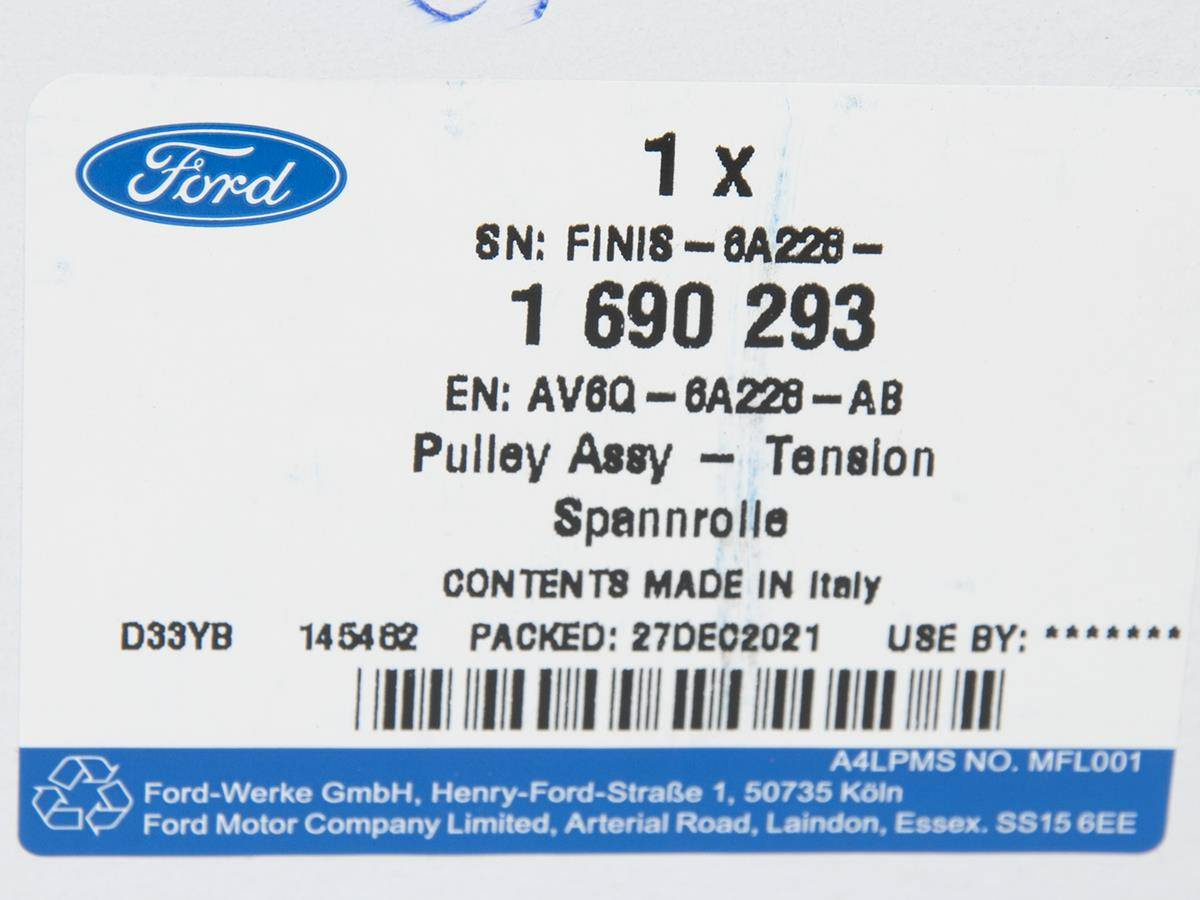 Ford
1 x
SN: FINIS - 6A228 -
1 690 293
EN: AV6Q - 6A228 - AB
Pulley Assy - Tension
Spannrolle
CONTENTS MADE IN Italy
D33YB 145482 PACKED: 27DEC2021 USE BY: *******
A4LPMS NO. MFL001
Ford-Werke GmbH, Henry-Ford-Straße 1, 50735 Köln
Ford Motor Company Limited, Arterial Road, Laindon, Essex. SS15 6EE